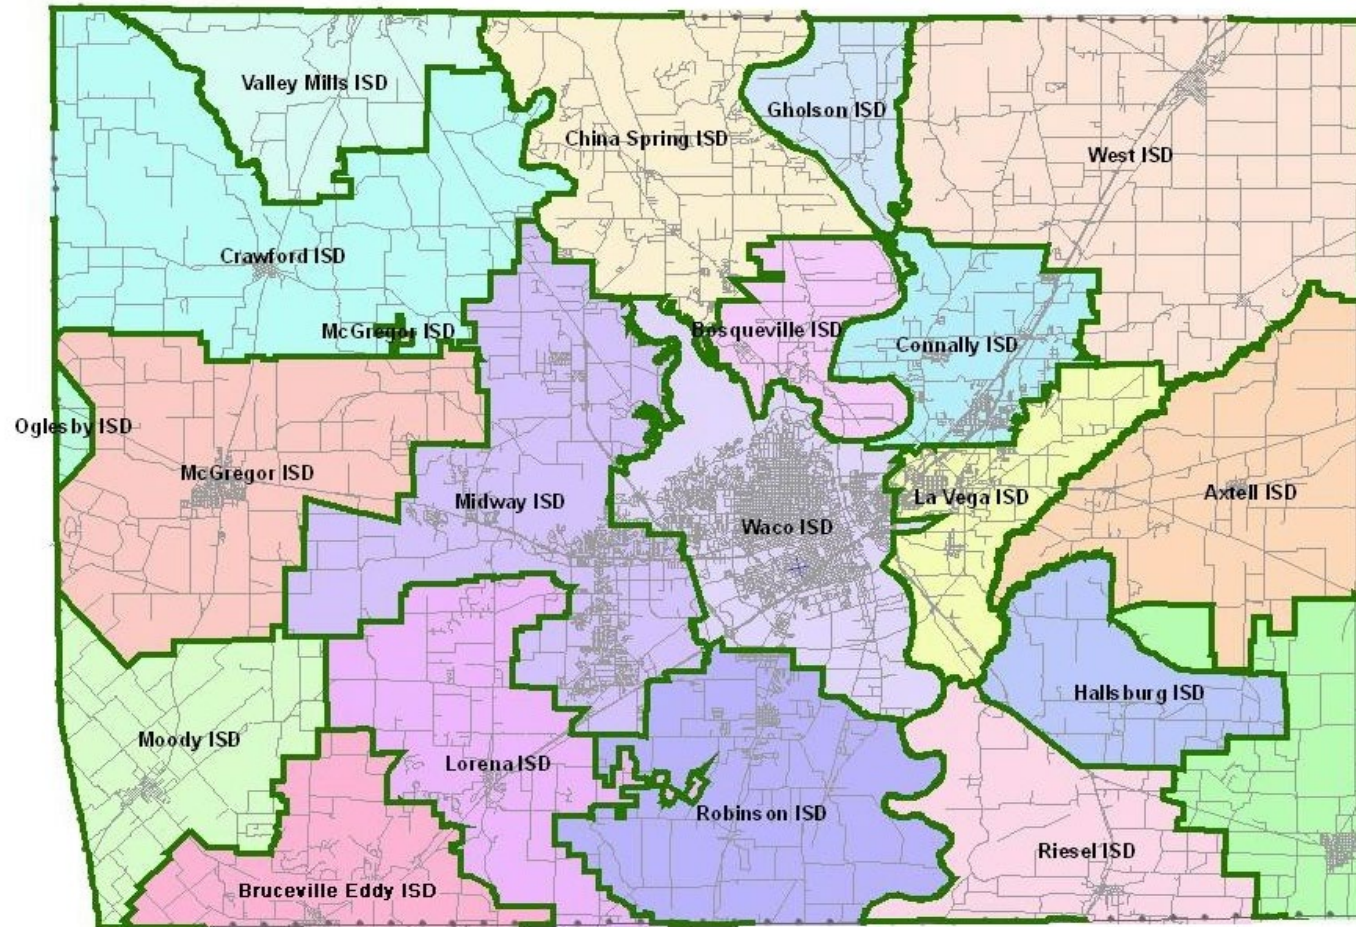 Valley Mills ISD
Gholson ISD
China Spring ISD
West ISD
Crawford ISD
McGregor ISD
Bosqueville ISD
Connally ISD
Oglesby ISD
McGregor ISD
Midway ISD
La Vega ISD
Axtell ISD
Waco ISD
Hallsburg ISD
Moody ISD
Lorena ISD
Robinson ISD
Riesel ISD
Bruceville Eddy ISD